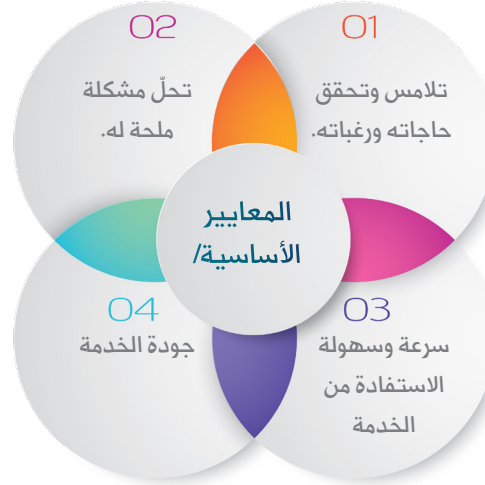 المعايير
الأساسية/
01
تلامس وتحقق
حاجاته ورغباته.
02
تحلّ مشكلة
ملحة له.
03
سرعة وسهولة
الاستفادة من
الخدمة
04
جودة الخدمة